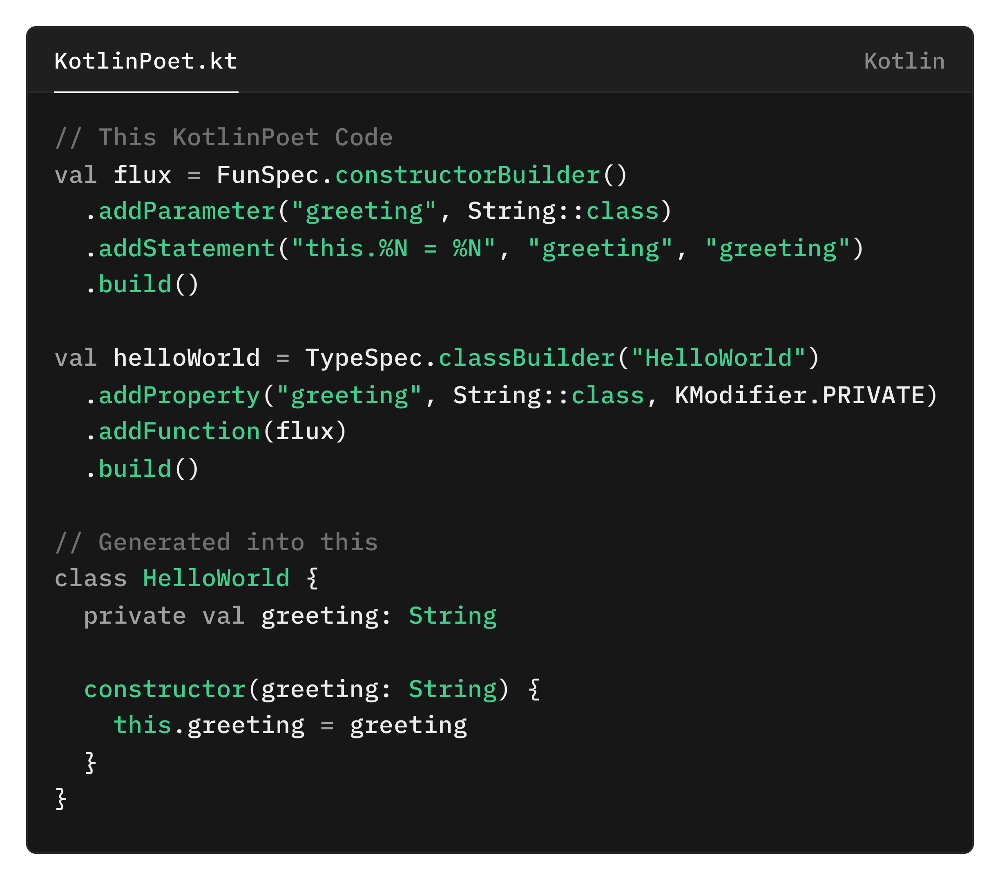 KotlinPoet.kt
Kotlin
// This KotlinPoet Code
val flux = FunSpec.constructorBuilder()
  .addParameter("greeting", String::class)
  .addStatement("this.%N = %N", "greeting", "greeting")
  .build()

val helloWorld = TypeSpec.classBuilder("HelloWorld")
  .addProperty("greeting", String::class, KModifier.PRIVATE)
  .addFunction(flux)
  .build()

// Generated into this
class HelloWorld {
  private val greeting: String

  constructor(greeting: String) {
    this.greeting = greeting
  }
}